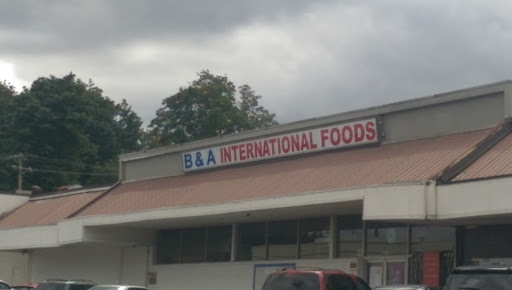 B & A INTERNATIONAL FOODS